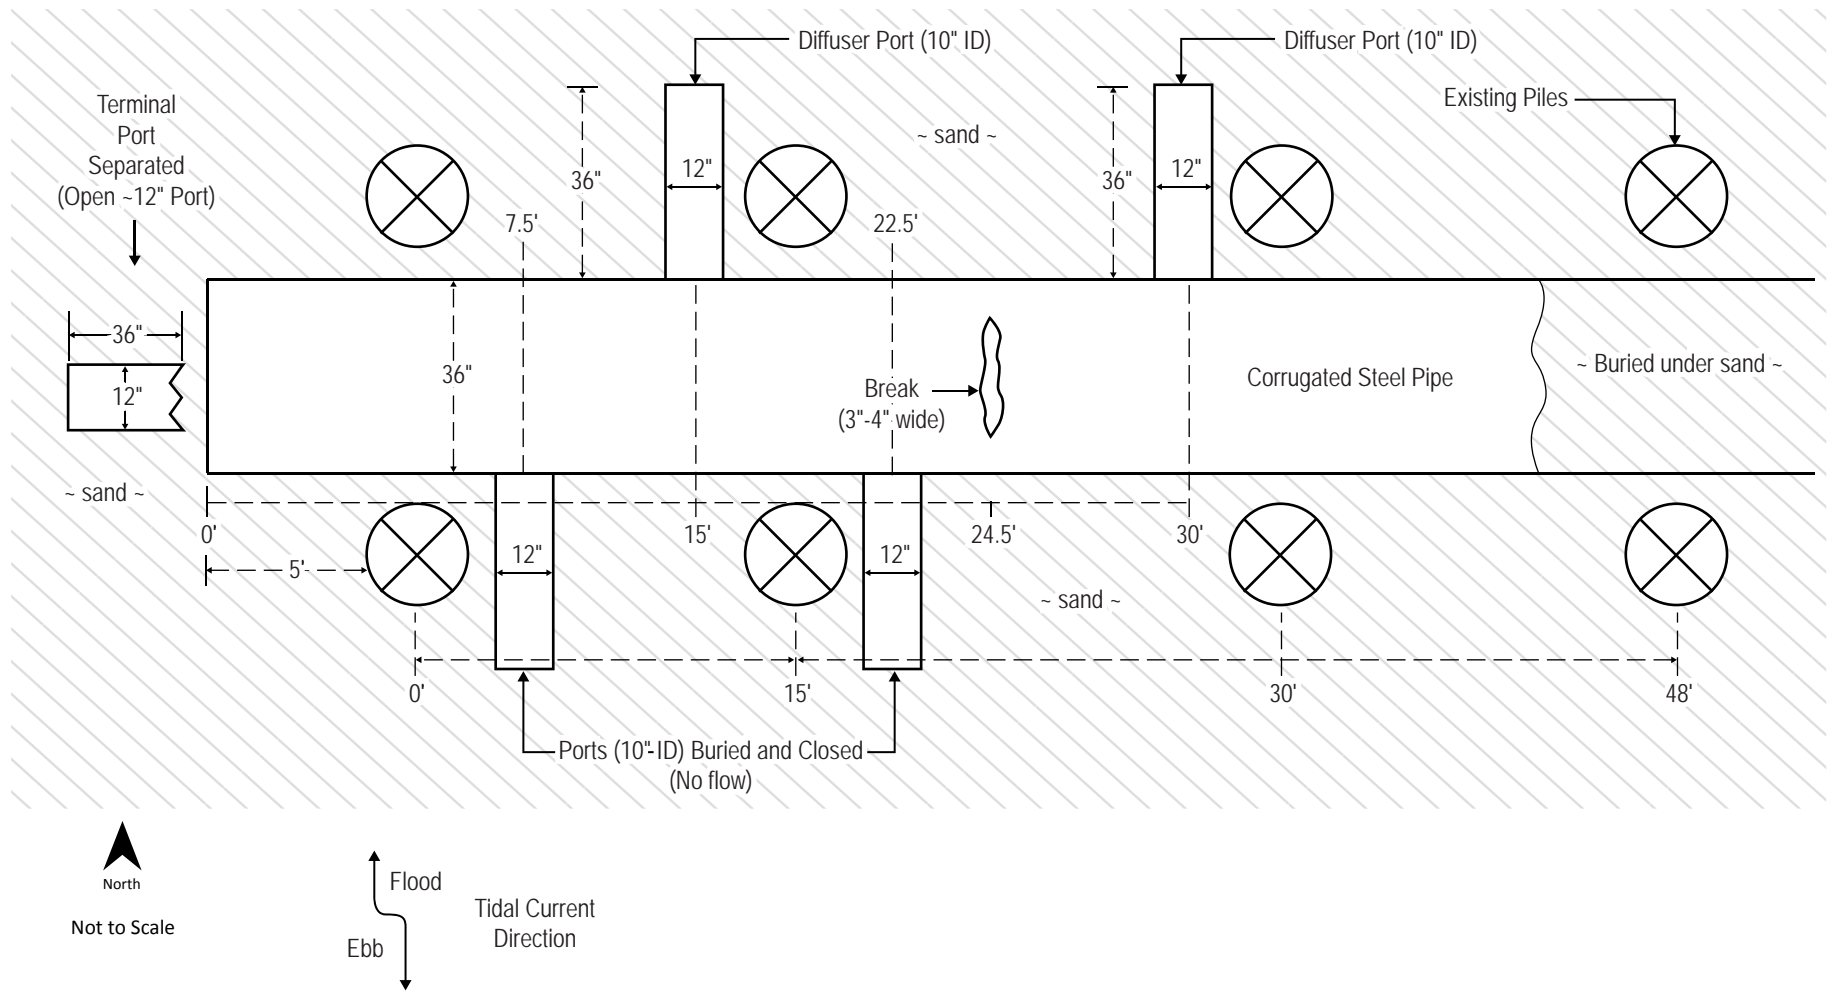 Diffuser Port (10" ID)
Diffuser Port (10" ID)
Existing Piles
Terminal
Port
Separated
(Open ~12" Port)
~ sand ~
36"
12"
36"
12"
7.5'
22.5'
36"
12"
36"
Break
(3"-4" wide)
Corrugated Steel Pipe
~ Buried under sand ~
~ sand ~
0'
15'
24.5'
30'
5'
12"
12"
~ sand ~
0'
15'
30'
48'
Ports (10"-ID) Buried and Closed
(No flow)
North
Not to Scale
Flood
Ebb
Tidal Current
Direction